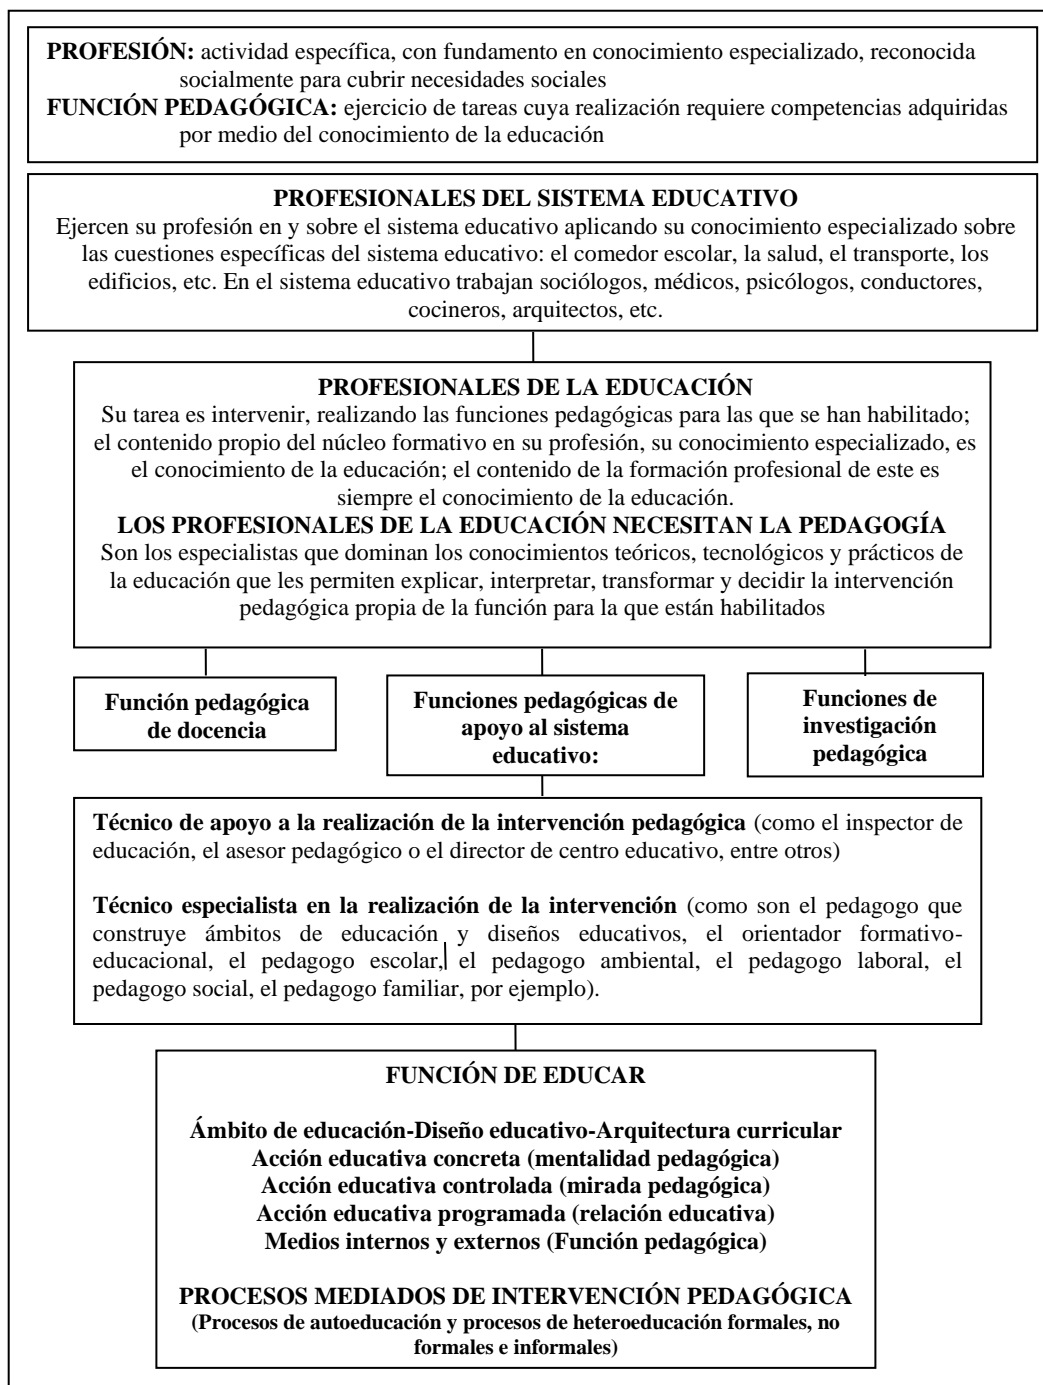 PROFESIÓN: actividad específica, con fundamento en conocimiento especializado, reconocida
socialmente para cubrir necesidades sociales
FUNCIÓN PEDAGÓGICA: ejercicio de tareas cuya realización requiere competencias adquiridas
por medio del conocimiento de la educación
PROFESIONALES DEL SISTEMA EDUCATIVO
Ejercen su profesión en y sobre el sistema educativo aplicando su conocimiento especializado sobre
las cuestiones específicas del sistema educativo: el comedor escolar, la salud, el transporte, los
edificios, etc. En el sistema educativo trabajan sociólogos, médicos, psicólogos, conductores,
cocineros, arquitectos, etc.
PROFESIONALES DE LA EDUCACIÓN
Su tarea es intervenir, realizando las funciones pedagógicas para las que se han habilitado;
el contenido propio del núcleo formativo en su profesión, su conocimiento especializado, es
el conocimiento de la educación; el contenido de la formación profesional de este es
siempre el conocimiento de la educación.
LOS PROFESIONALES DE LA EDUCACIÓN NECESITAN LA PEDAGOGÍA
Son los especialistas que dominan los conocimientos teóricos, tecnológicos y prácticos de
la educación que les permiten explicar, interpretar, transformar y decidir la intervención
pedagógica propia de la función para la que están habilitados
Función pedagógica
de docencia
Funciones pedagógicas de
apoyo al sistema
educativo:
Funciones de
investigación
pedagógica
Técnico de apoyo a la realización de la intervención pedagógica (como el inspector de
educación, el asesor pedagógico o el director de centro educativo, entre otros)
Técnico especialista en la realización de la intervención (como son el pedagogo que
construye ámbitos de educación y diseños educativos, el orientador formativo-
educacional, el pedagogo escolar, el pedagogo ambiental, el pedagogo laboral, el
pedagogo social, el pedagogo familiar, por ejemplo).
FUNCIÓN DE EDUCAR
Ámbito de educación-Diseño educativo-Arquitectura curricular
Acción educativa concreta (mentalidad pedagógica)
Acción educativa controlada (mirada pedagógica)
Acción educativa programada (relación educativa)
Medios internos y externos (Función pedagógica)
PROCESOS MEDIADOS DE INTERVENCIÓN PEDAGÓGICA
(Procesos de autoeducación y procesos de heteroeducación formales, no
formales e informales)